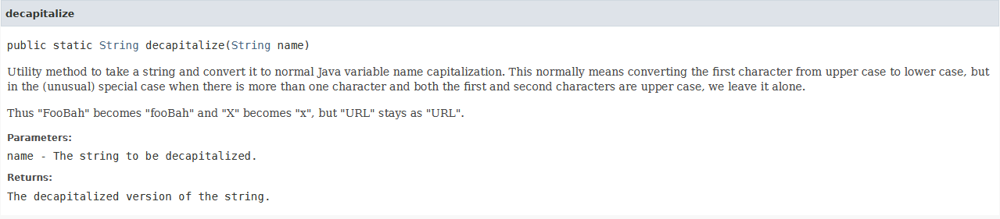 decapitalize
public static String decapitalize(String name)
Utility method to take a string and convert it to normal Java variable name capitalization. This normally means converting the first character from upper case to lower case, but
in the (unusual) special case when there is more than one character and both the first and second characters are upper case, we leave it alone.
Thus "FooBah" becomes "fooBah" and "X" becomes "x", but "URL" stays as "URL".
Parameters:
name - The string to be decapitalized.
Returns:
The decapitalized version of the string.